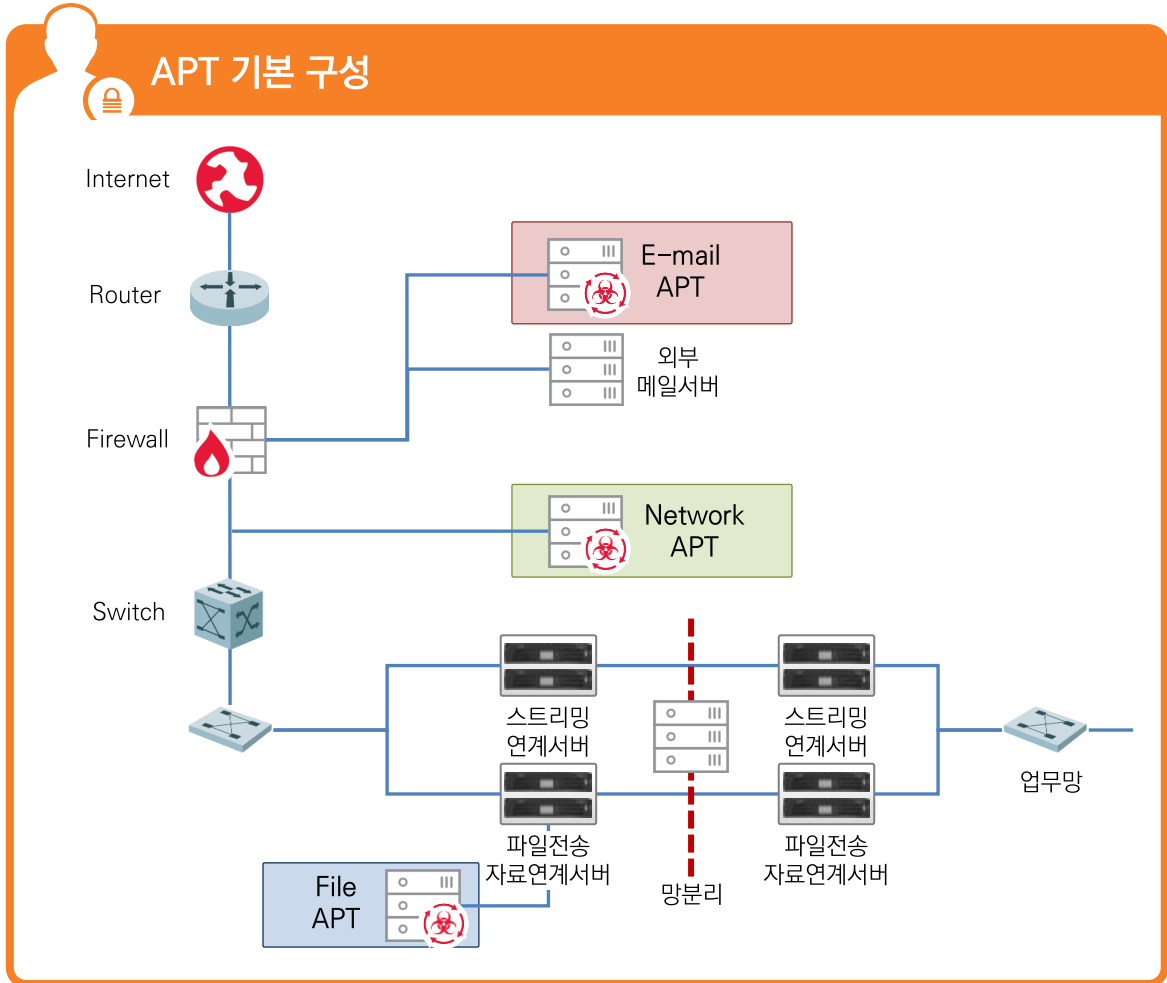 APT 기본 구성
Internet
Router
Firewall
Switch
E-mail
APT
외부
메일서버
Network
APT
스트리밍
연계서버
스트리밍
연계서버
업무망
파일전송
자료연계서버
파일전송
자료연계서버
망분리
File
APT